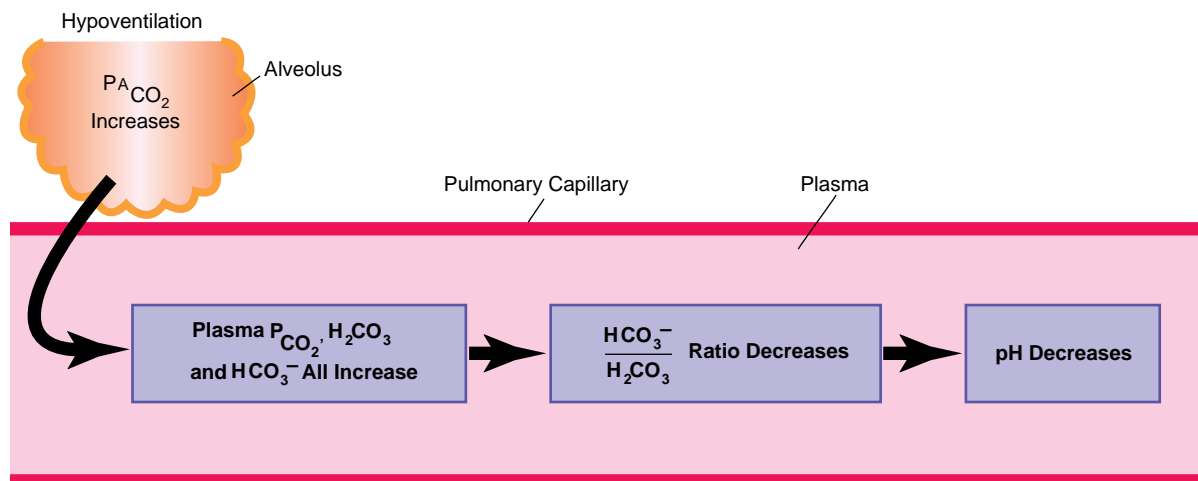 Hypoventilation
Alveolus
PACO₂
Increases
Pulmonary Capillary
Plasma
Plasma PCO₂, H₂CO₃
and HCO₃⁻ All Increase
HCO₃⁻
H₂CO₃
Ratio Decreases
pH Decreases